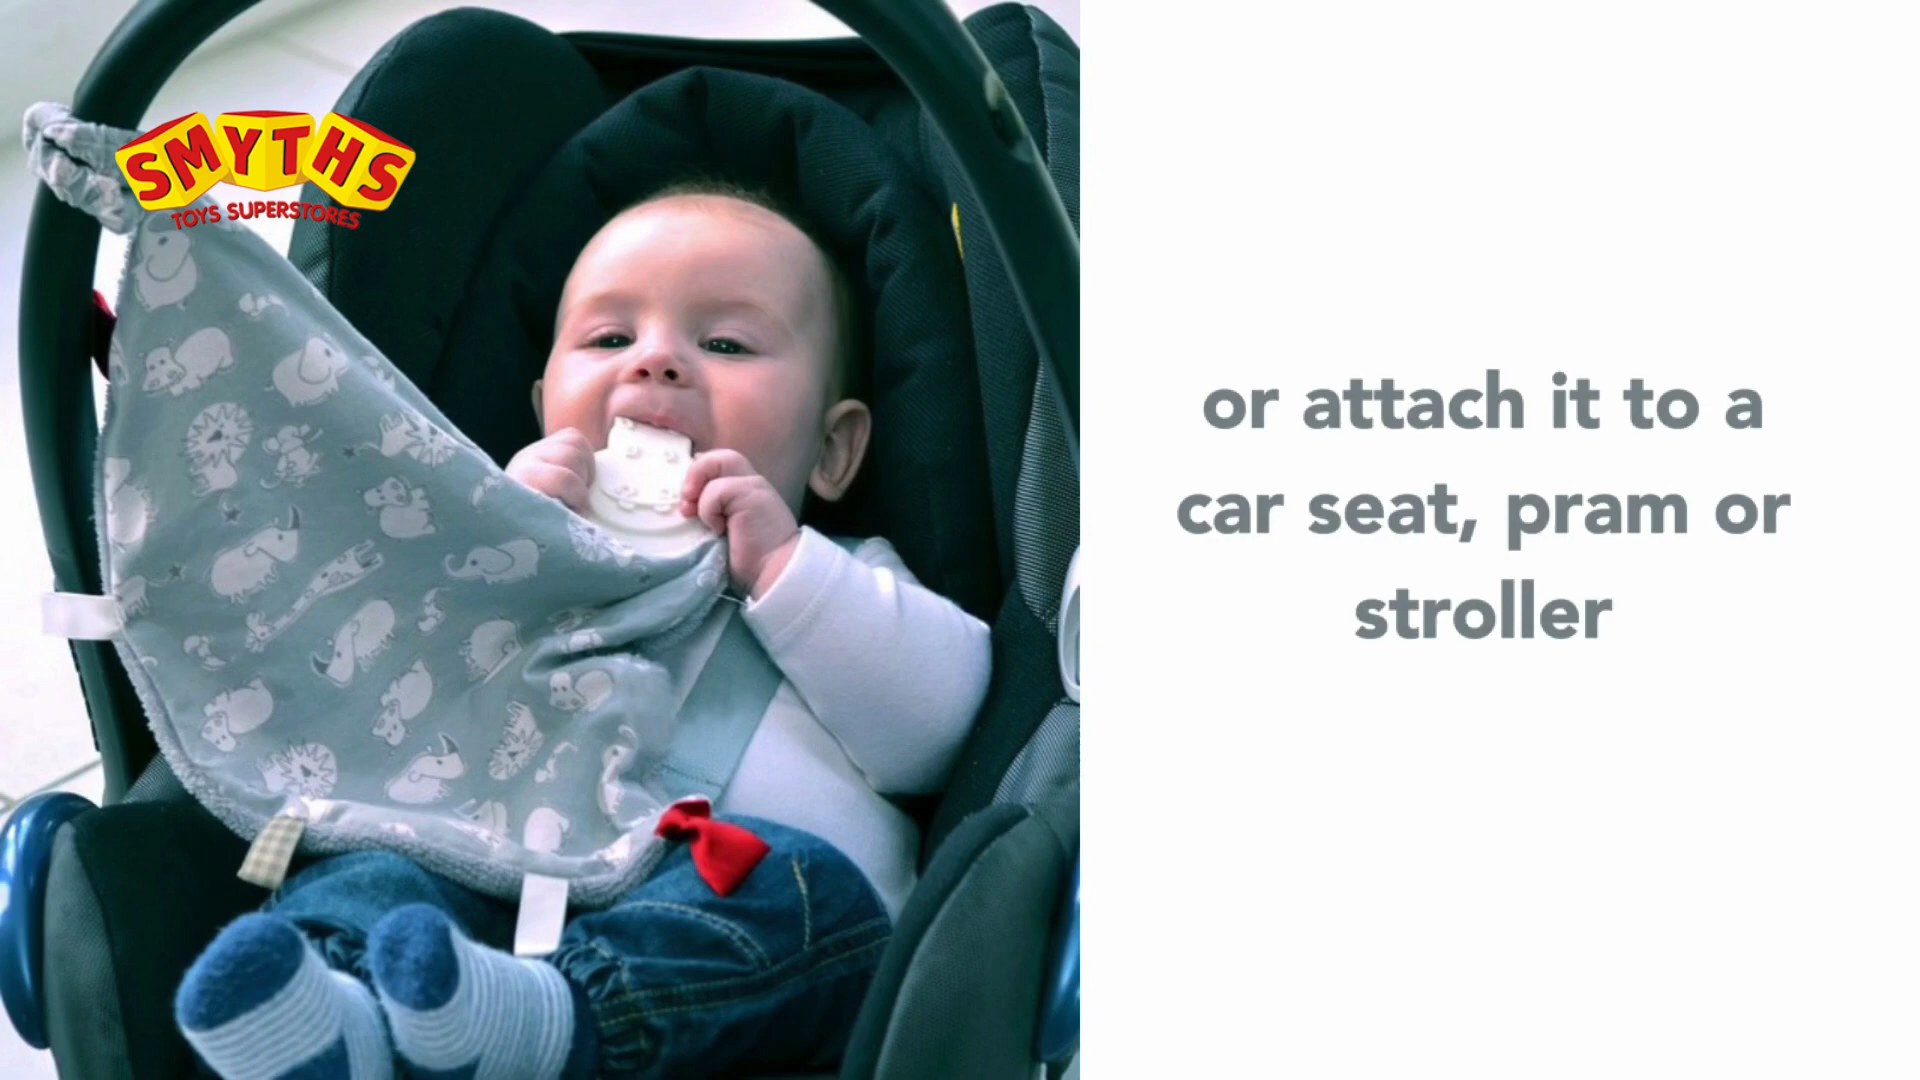 SMYTHS
TOYS SUPERSTORES
or attach it to a
car seat, pram or
stroller